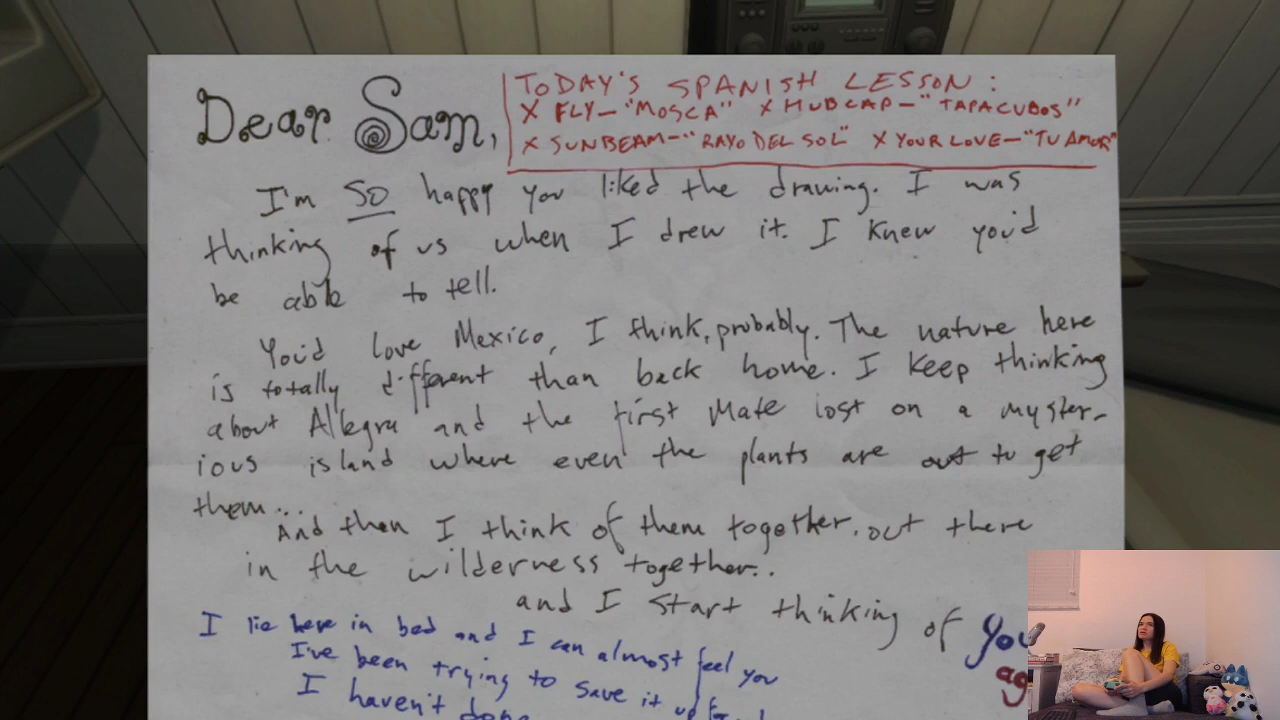 Dear Sam,
TODAY'S SPANISH LESSON:
X FLY-"MOSCA" X HUBCAP-"TAPACUBOS"
X SUNBEAM-"RAYO DEL SOL" X YOUR LOVE-"TU AMOR"
I'm SO happy you liked the drawing. I was
thinking of us when I drew it. I knew you'd
be able to tell.
You'd love Mexico, I think, probably. The nature here
is totally different than back home. I keep thinking
about Allegra and the first Mate lost on a myster-
ious island where even the plants are out to get
them...
And then I think of them together. out there
in the wilderness together...
and I start thinking of you
I lie here in bed and I can almost feel you
I've been trying to save it up
I haven't done